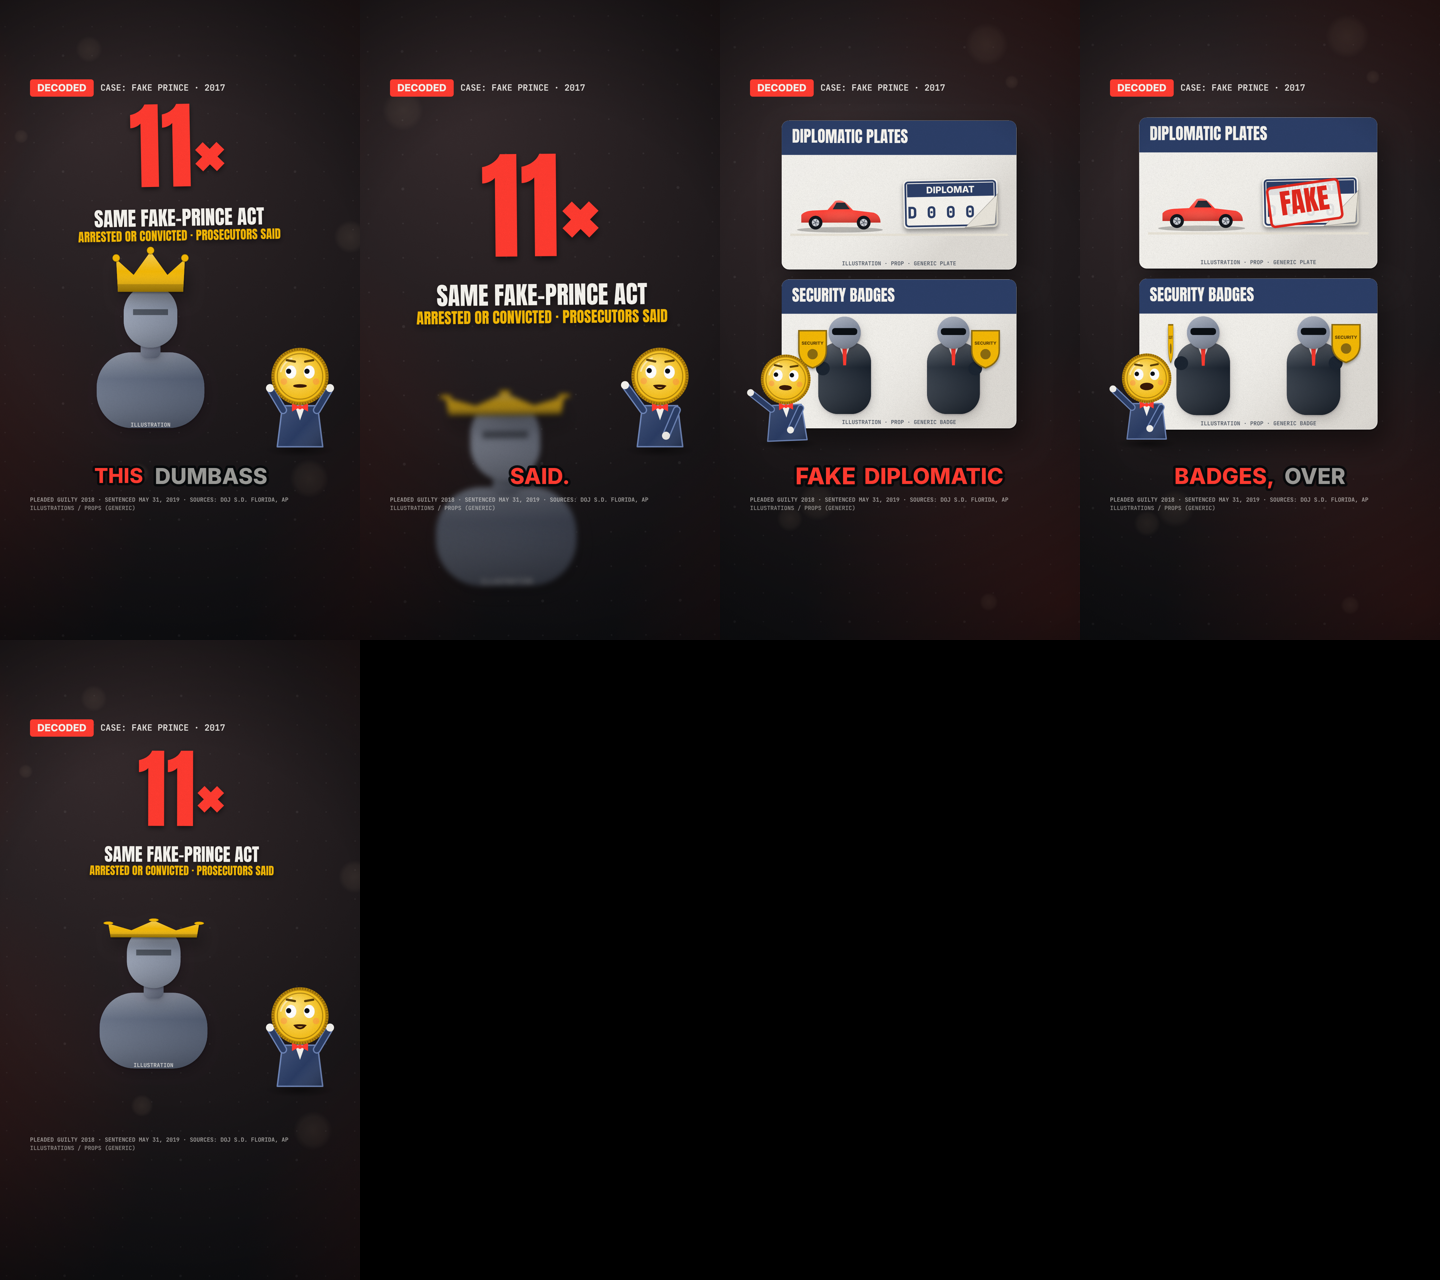 DECODED CASE: FAKE PRINCE · 2017
11×
SAME FAKE-PRINCE ACT
ARRESTED OR CONVICTED · PROSECUTORS SAID
ILLUSTRATION
THIS DUMBASS
PLEADED GUILTY 2018 · SENTENCED MAY 31, 2019 · SOURCES: DOJ S.D. FLORIDA, AP
ILLUSTRATIONS / PROPS (GENERIC)
DECODED CASE: FAKE PRINCE · 2017
11×
SAME FAKE-PRINCE ACT
ARRESTED OR CONVICTED · PROSECUTORS SAID
SAID.
PLEADED GUILTY 2018 · SENTENCED MAY 31, 2019 · SOURCES: DOJ S.D. FLORIDA, AP
ILLUSTRATIONS / PROPS (GENERIC)
DECODED CASE: FAKE PRINCE · 2017
DIPLOMATIC PLATES
DIPLOMAT
D 0 0 0
ILLUSTRATION · PROP · GENERIC PLATE
SECURITY BADGES
SECURITY
SECURITY
ILLUSTRATION · PROP · GENERIC BADGE
FAKE DIPLOMATIC
PLEADED GUILTY 2018 · SENTENCED MAY 31, 2019 · SOURCES: DOJ S.D. FLORIDA, AP
ILLUSTRATIONS / PROPS (GENERIC)
DECODED CASE: FAKE PRINCE · 2017
DIPLOMATIC PLATES
FAKE
ILLUSTRATION · PROP · GENERIC PLATE
SECURITY BADGES
SECURITY
ILLUSTRATION · PROP · GENERIC BADGE
BADGES, OVER
PLEADED GUILTY 2018 · SENTENCED MAY 31, 2019 · SOURCES: DOJ S.D. FLORIDA, AP
ILLUSTRATIONS / PROPS (GENERIC)
DECODED CASE: FAKE PRINCE · 2017
11×
SAME FAKE-PRINCE ACT
ARRESTED OR CONVICTED · PROSECUTORS SAID
ILLUSTRATION
PLEADED GUILTY 2018 · SENTENCED MAY 31, 2019 · SOURCES: DOJ S.D. FLORIDA, AP
ILLUSTRATIONS / PROPS (GENERIC)